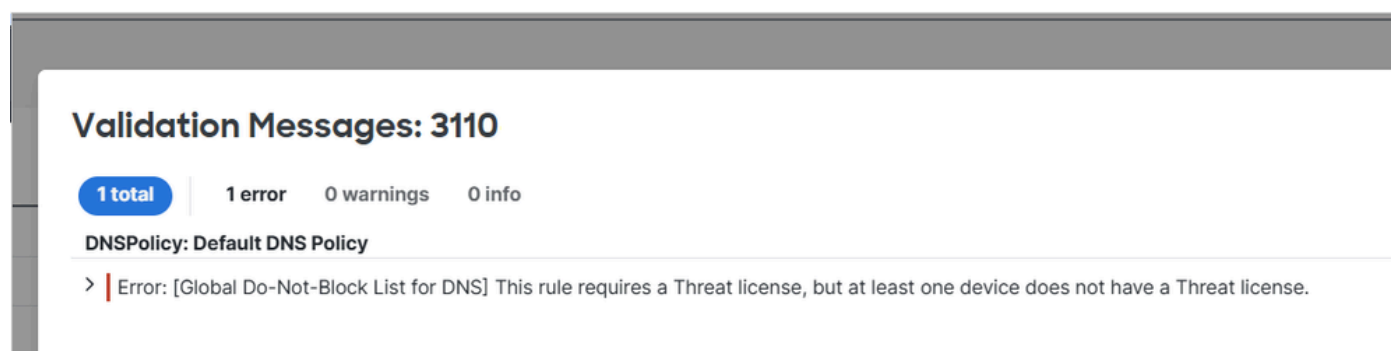 Validation Messages: 3110
1 total 1 error 0 warnings 0 info
DNSPolicy: Default DNS Policy
Error: [Global Do-Not-Block List for DNS] This rule requires a Threat license, but at least one device does not have a Threat license.